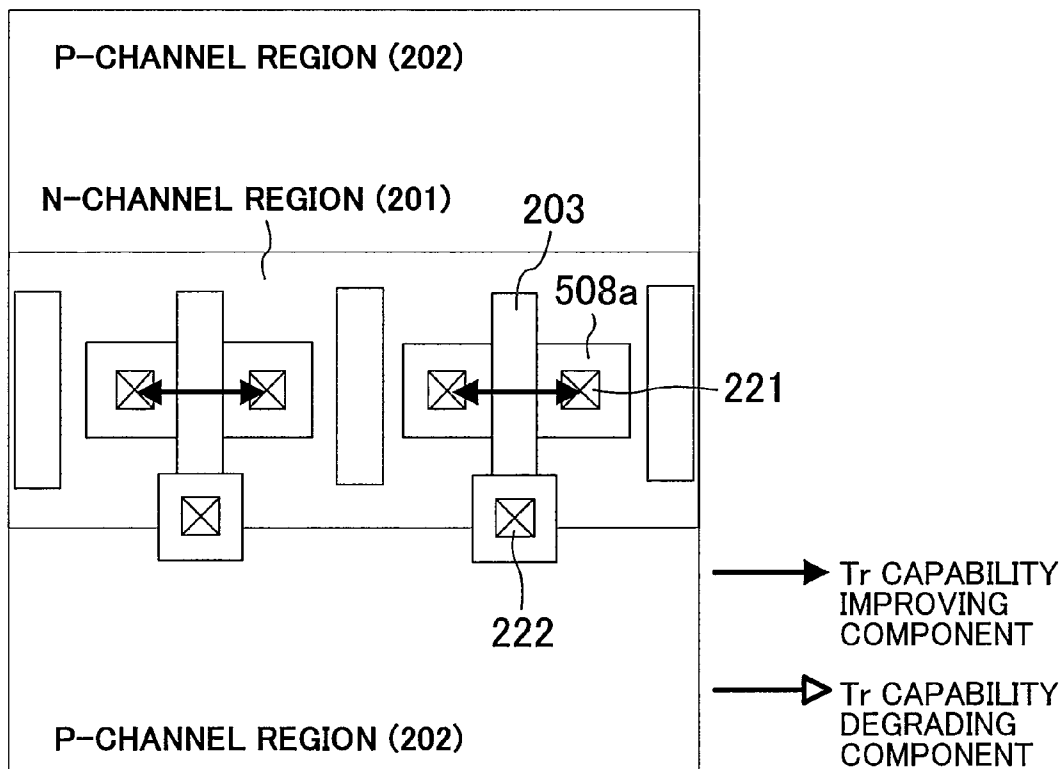 P-CHANNEL REGION (202)
N-CHANNEL REGION (201)
203
508a
221
222
Tr CAPABILITY
IMPROVING
COMPONENT
Tr CAPABILITY
DEGRADING
COMPONENT
P-CHANNEL REGION (202)